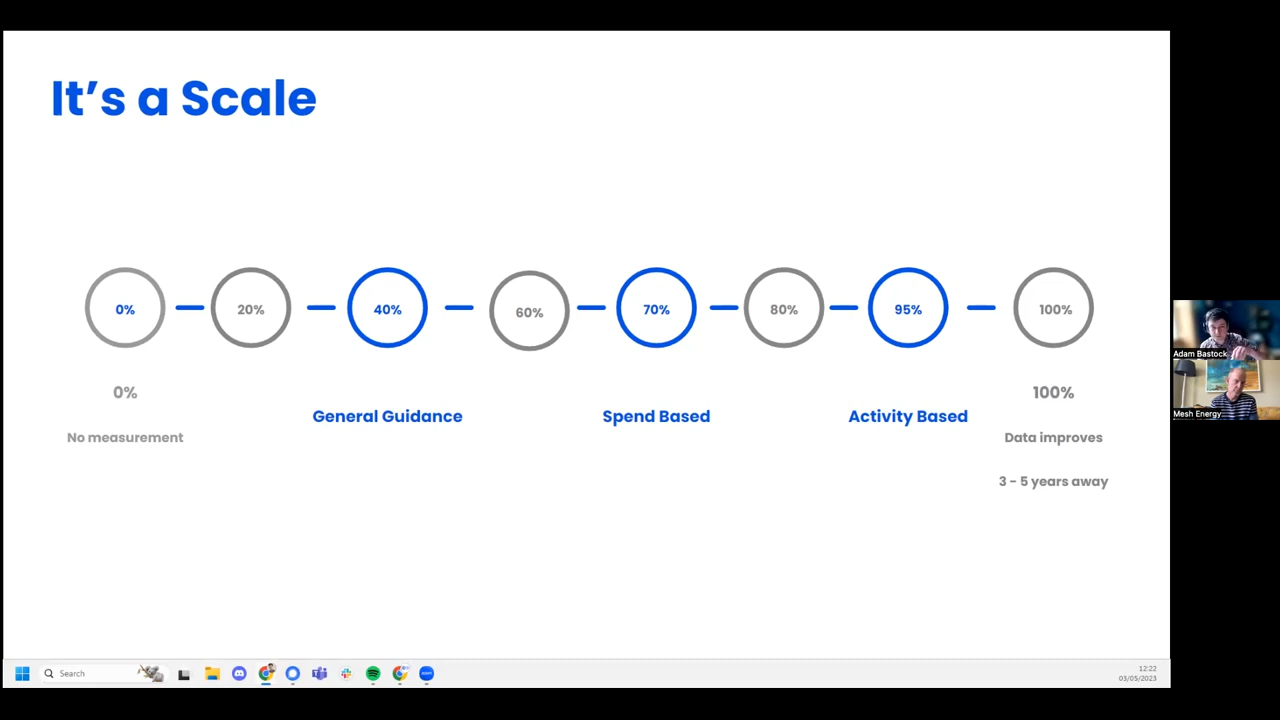 It's a Scale
0%
20%
40%
60%
70%
80%
95%
100%
0%
100%
General Guidance
Spend Based
Activity Based
No measurement
Data improves
3 - 5 years away
Adam Bastock
Mesh Energy
Search
12:22
03/05/2023